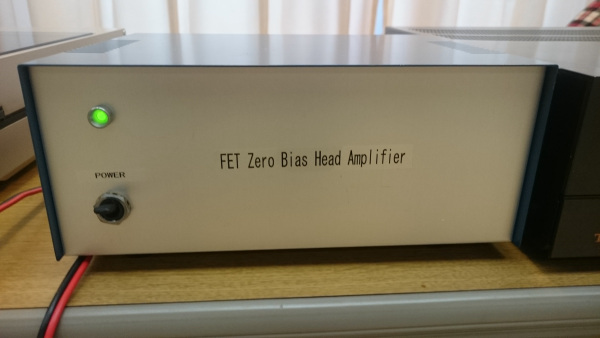 POWER
FET Zero Bias Head Amplifier